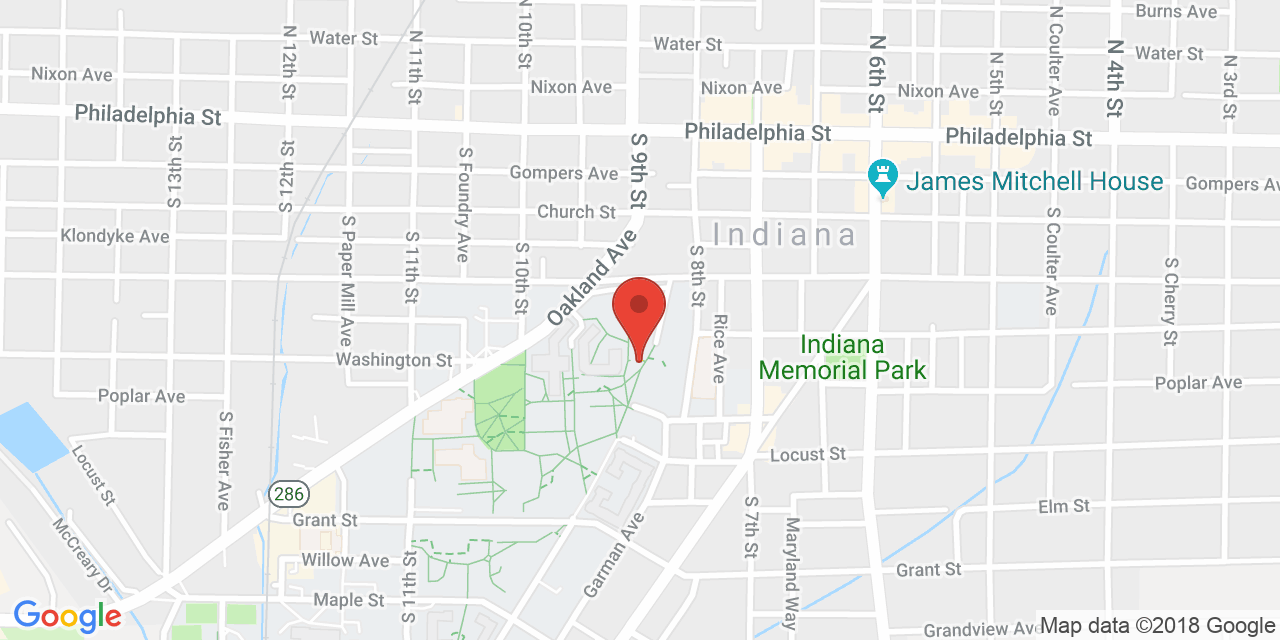 Burns Ave
Water St
Water St
Water St
N 10th St
N 11th St
N 12th St
N 6th St
N 5th St
N Coulter Ave
N 4th St
N 3rd St
Nixon Ave
Nixon Ave
Nixon Ave
Nixon Ave
Philadelphia St
Philadelphia St
Philadelphia St
S 13th St
S 12th St
S Foundry Ave
S 9th St
Gompers Ave
James Mitchell House
Gompers Av
Church St
Klondyke Ave
S Paper Mill Ave
S 11th St
S 10th St
Oakland Ave
Indiana
S 8th St
S Coulter Ave
S Cherry St
Rice Ave
Washington St
Indiana
Memorial Park
Poplar Ave
Poplar Ave
S Fisher Ave
Locust St
Locust St
286
McCreary Dr
Grant St
Garman Ave
S 7th St
Maryland Way
Elm St
Willow Ave
S 11th St
Grant St
Maple St
Google
Grandview Ave
Map data ©2018 Google